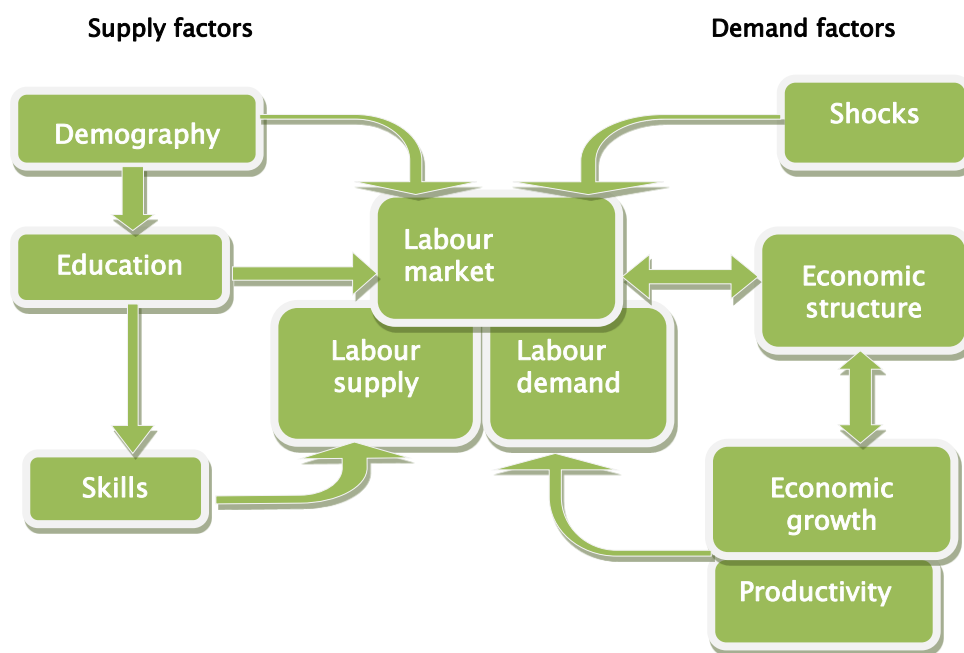 Supply factors
Demand factors
Demography
Shocks
Education
Labour
market
Economic
structure
Labour
supply
Labour
demand
Skills
Economic
growth
Productivity